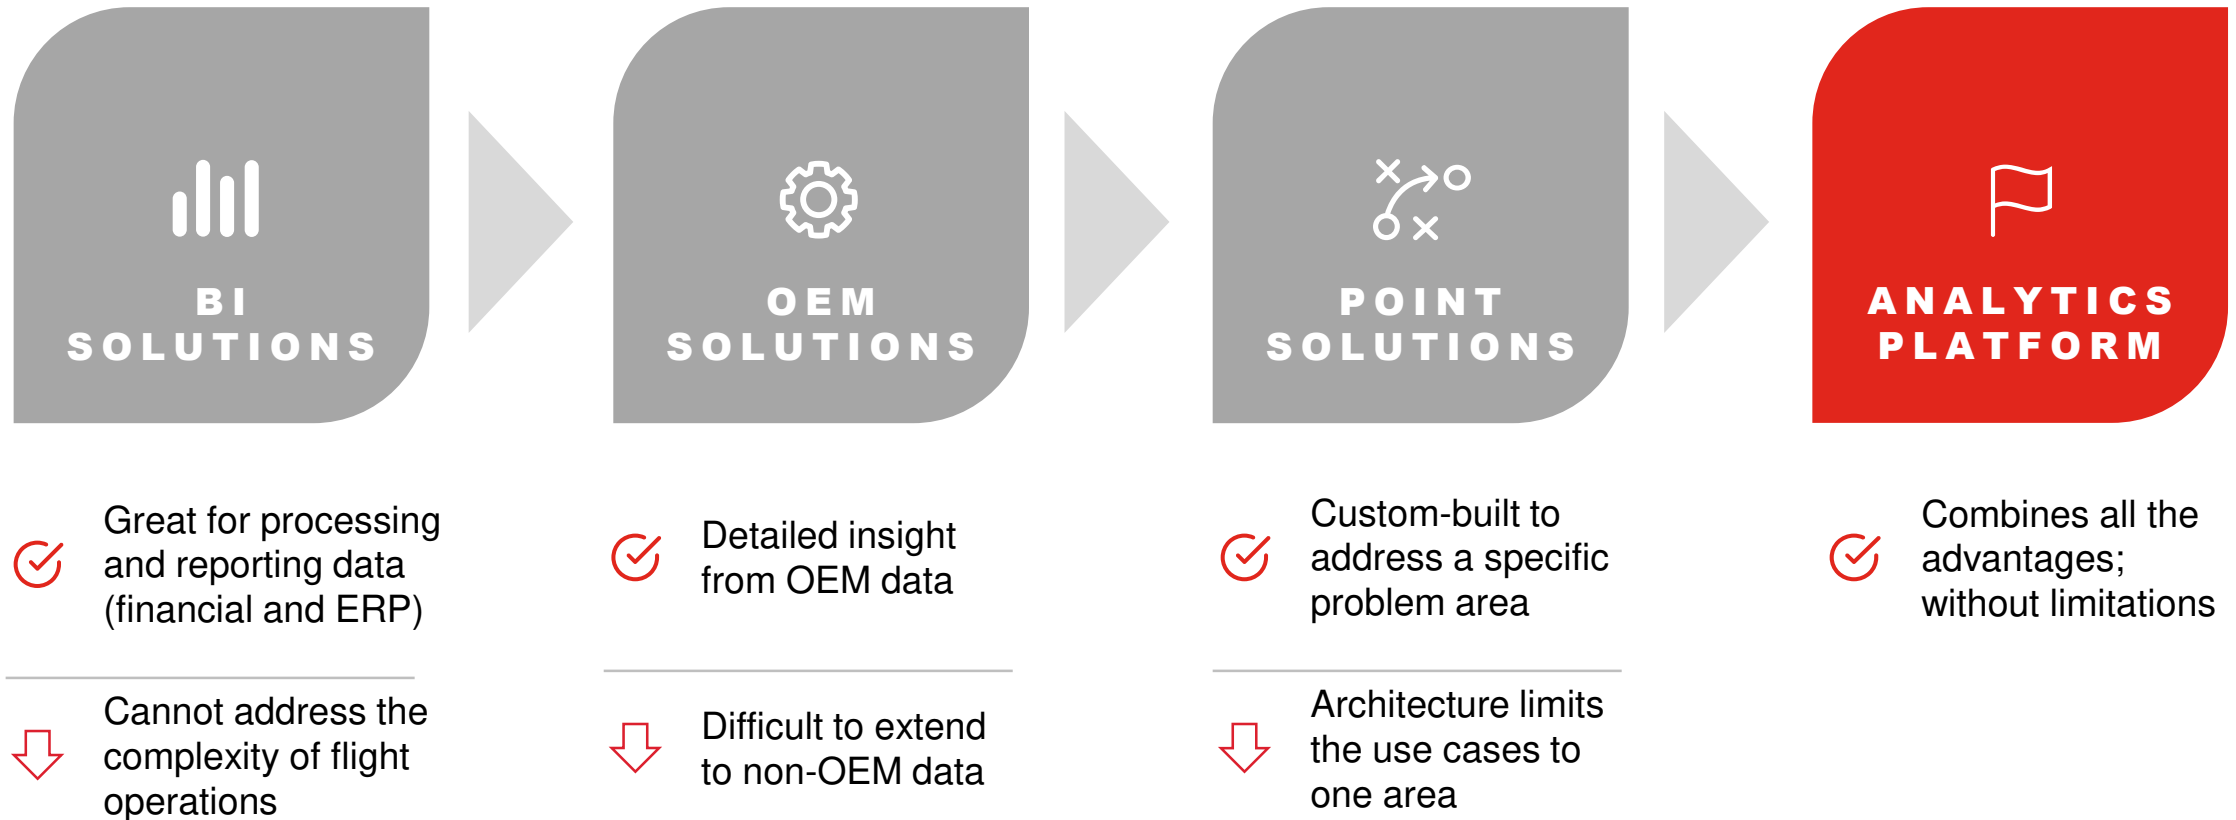 BI
SOLUTIONS
OEM
SOLUTIONS
POINT
SOLUTIONS
ANALYTICS
PLATFORM
Great for processing
and reporting data
(financial and ERP)
Detailed insight
from OEM data
Custom-built to
address a specific
problem area
Combines all the
advantages;
without limitations
Cannot address the
complexity of flight
operations
Difficult to extend
to non-OEM data
Architecture limits
the use cases to
one area